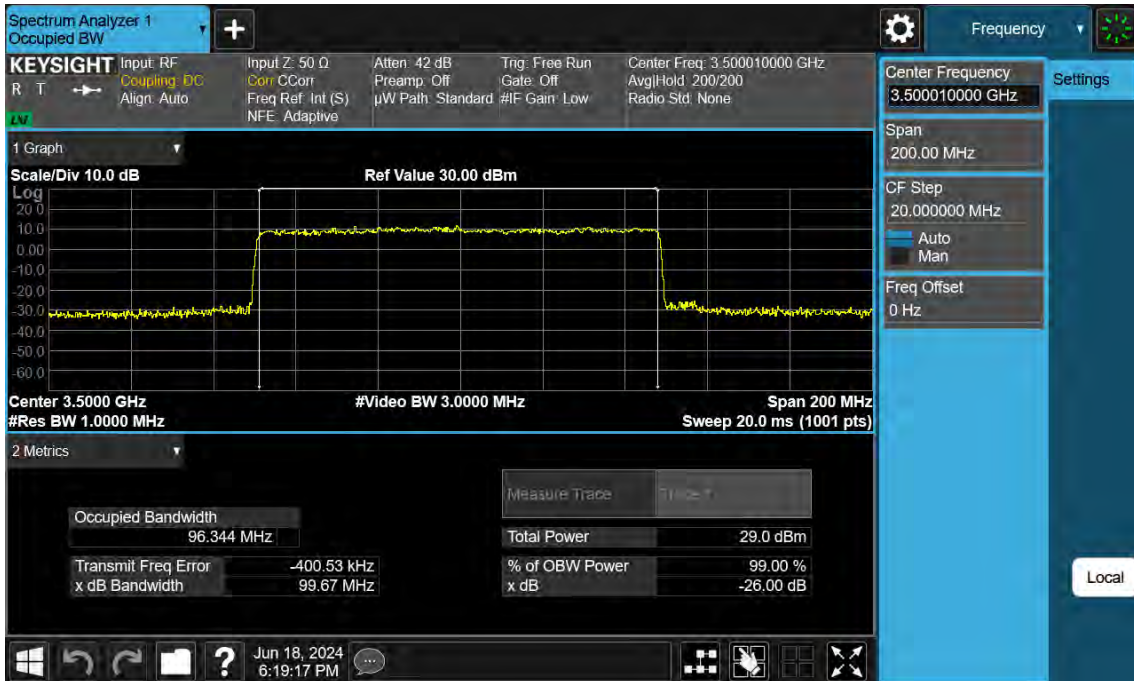 Spectrum Analyzer 1
Occupied BW
+
Frequency
KEYSIGHT
R T
LNI
Input: RF
Coupling: DC
Align: Auto
Input Z: 50 Ω
Corr CCorr
Freq Ref: Int (S)
NFE: Adaptive
Atten: 42 dB
Preamp: Off
µW Path: Standard
Trig: Free Run
Gate: Off
#IF Gain: Low
Center Freq: 3.500010000 GHz
Avg|Hold: 200/200
Radio Std: None
Center Frequency
3.500010000 GHz
Settings
Span
200.00 MHz
CF Step
20.000000 MHz
Auto
Man
Freq Offset
0 Hz
1 Graph
Scale/Div 10.0 dB
Ref Value 30.00 dBm
Log
20.0
10.0
0.00
-10.0
-20.0
-30.0
-40.0
-50.0
-60.0
Center 3.5000 GHz
#Video BW 3.0000 MHz
Span 200 MHz
#Res BW 1.0000 MHz
Sweep 20.0 ms (1001 pts)
2 Metrics
Measure Trace
Trace 1
Occupied Bandwidth
96.344 MHz
Total Power 29.0 dBm
Transmit Freq Error -400.53 kHz
% of OBW Power 99.00 %
x dB Bandwidth 99.67 MHz
x dB -26.00 dB
Local
?
Jun 18, 2024
6:19:17 PM